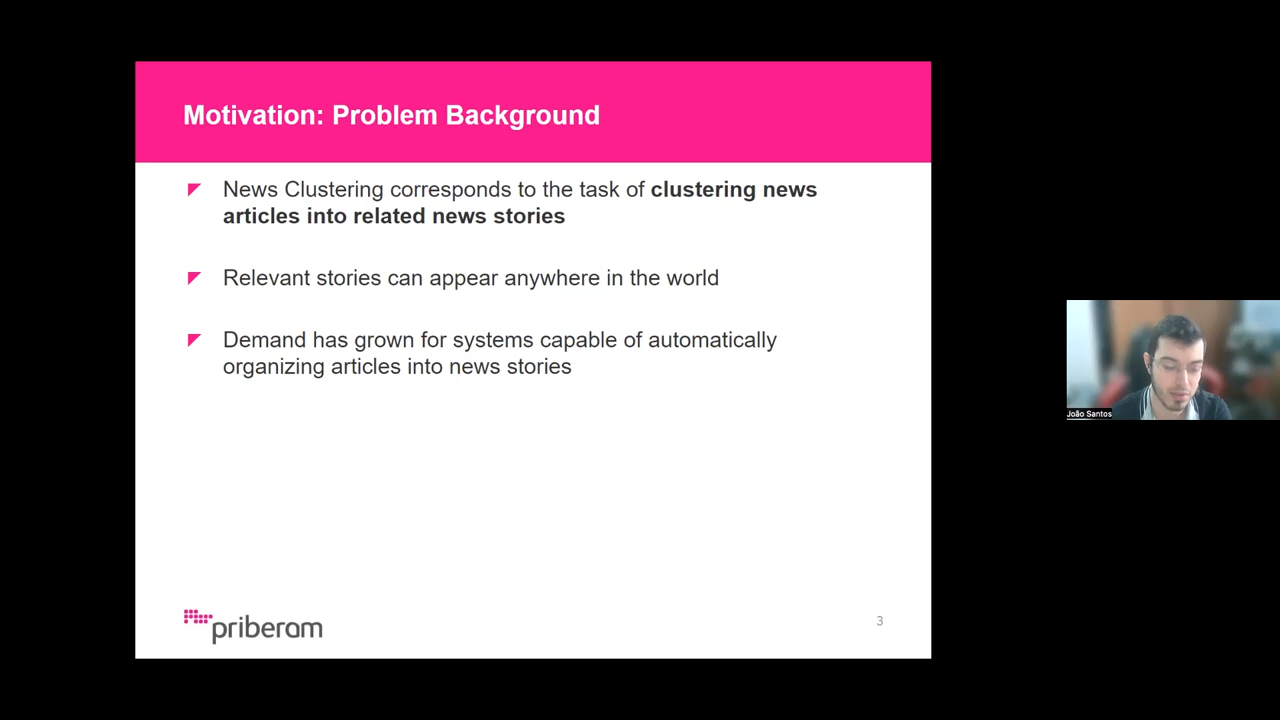 Motivation: Problem Background
News Clustering corresponds to the task of clustering news
articles into related news stories
Relevant stories can appear anywhere in the world
Demand has grown for systems capable of automatically
organizing articles into news stories
priberam
3
João Santos